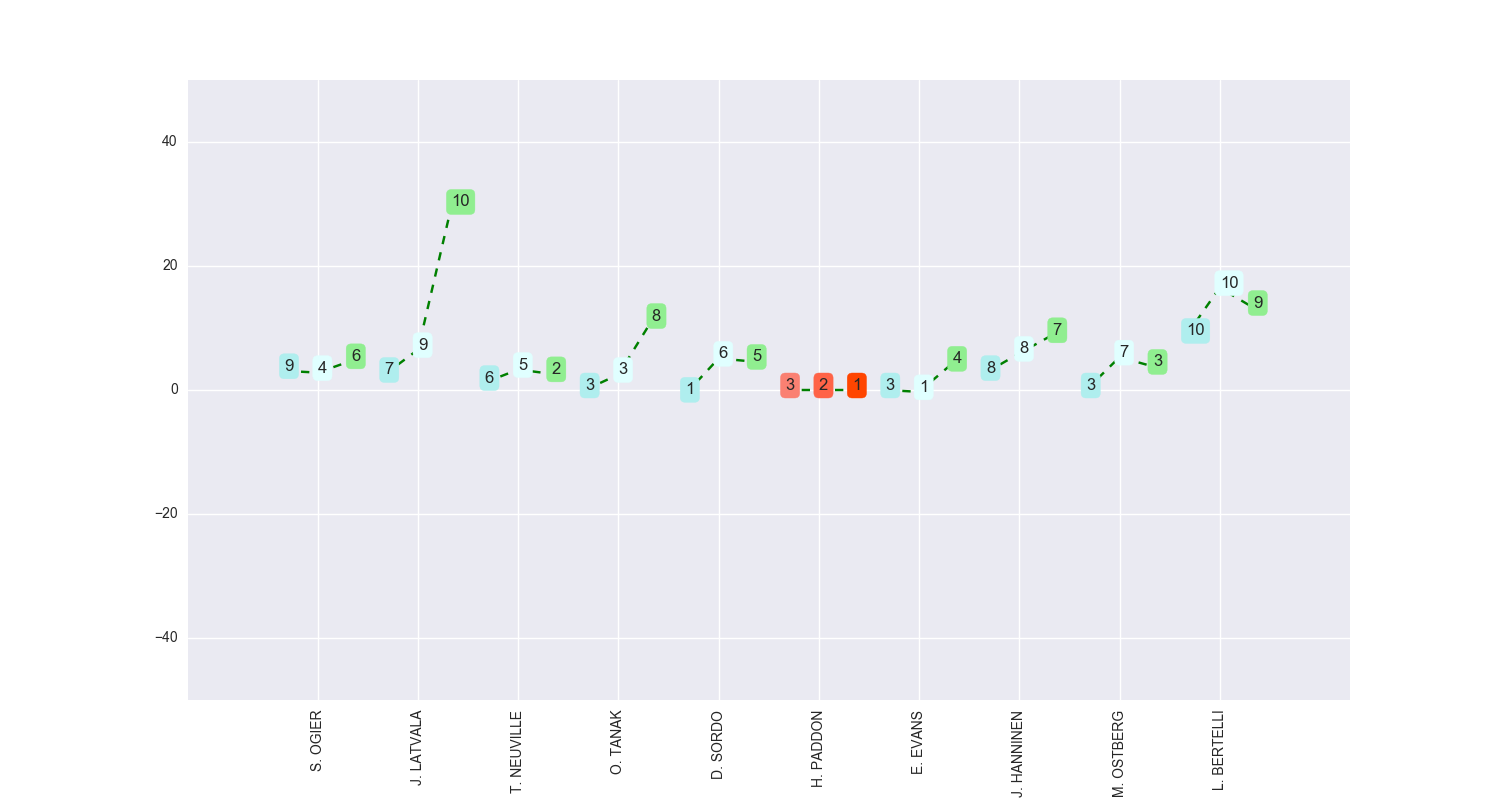 40
20
0
−20
−40
9 4 6
7 9 10
6 5 2
3 3 8
1 6 5
3 2 1
3 1 4
8 8 7
3 7 3
10 10 9
S. OGIER
J. LATVALA
T. NEUVILLE
O. TANAK
D. SORDO
H. PADDON
E. EVANS
J. HANNINEN
M. OSTBERG
L. BERTELLI